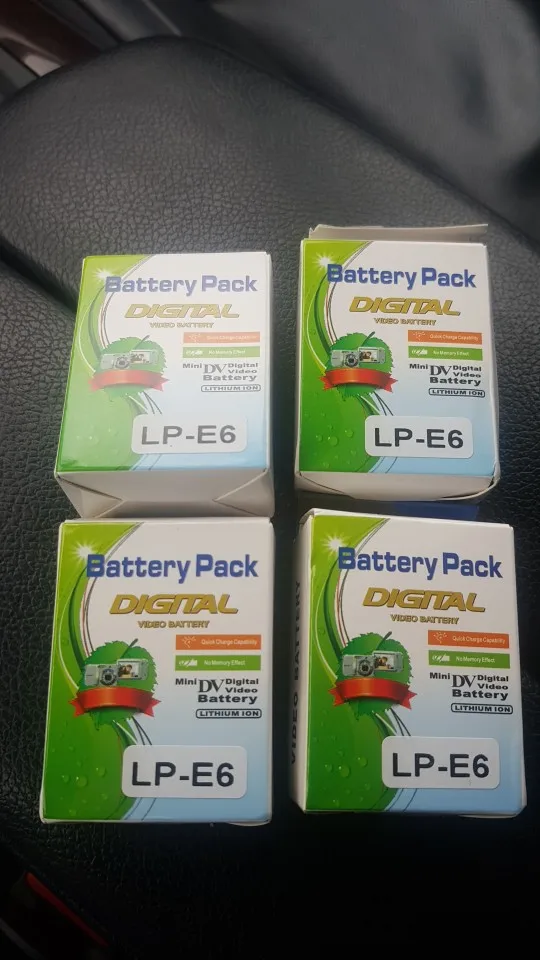 Battery Pack
DIGITAL
VIDEO BATTERY
Quick Charge Capability
No Memory Effect
Mini DV Digital Video Battery
LITHIUM ION
LP-E6
Battery Pack
DIGITAL
VIDEO BATTERY
Quick Charge Capability
No Memory Effect
Mini DV Digital Video Battery
LITHIUM ION
LP-E6
Battery Pack
DIGITAL
VIDEO BATTERY
Quick Charge Capability
No Memory Effect
Mini DV Digital Video Battery
LITHIUM ION
LP-E6
VIDEO BATTERY
Battery Pack
DIGITAL
VIDEO BATTERY
Quick Charge Capability
No Memory Effect
Mini DV Digital Video Battery
LITHIUM ION
LP-E6